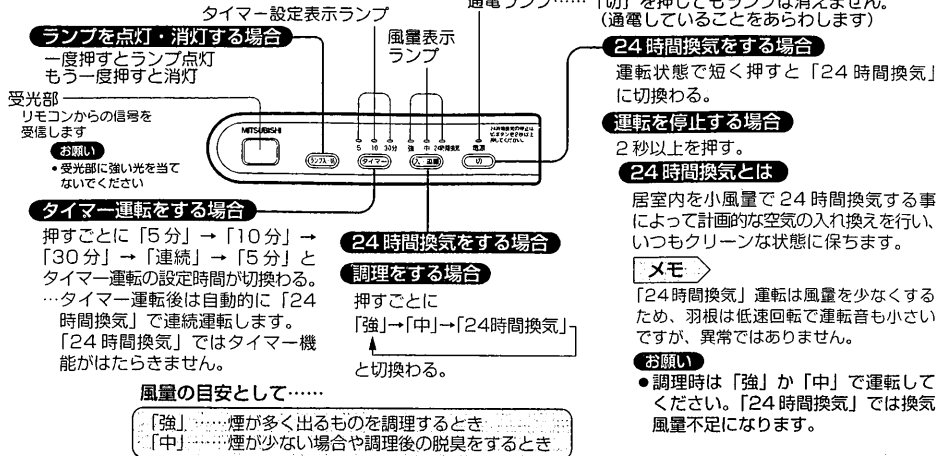 通電ランプ……「切」を押してもランプは消えません。
(通電していることをあらわします)
タイマー設定表示ランプ
ランプを点灯・消灯する場合
一度押すとランプ点灯
もう一度押すと消灯
風量表示
ランプ
受光部
リモコンからの信号を
受信します
お願い
•受光部に強い光を当て
ないでください
MITSUBISHI
5 10 30分 強 中 24時間換気 電源
ランプ入・切 タイマー 入・風量 切
24時間換気をする場合
運転状態で短く押すと「24時間換気」
に切換わる。
運転を停止する場合
2秒以上を押す。
24時間換気とは
居室内を小風量で24時間換気する事
によって計画的な空気の入れ換えを行い、
いつもクリーンな状態に保ちます。
メモ
「24時間換気」運転は風量を少なくする
ため、羽根は低速回転で運転音も小さい
ですが、異常ではありません。
お願い
●調理時は「強」か「中」で運転して
ください。「24時間換気」では換気
風量不足になります。
タイマー運転をする場合
押すごとに「5分」→「10分」→
「30分」→「連続」→「5分」と
タイマー運転の設定時間が切換わる。
…タイマー運転後は自動的に「24
時間換気」で連続運転します。
「24時間換気」ではタイマー機
能がはたらきません。
24時間換気をする場合
調理をする場合
押すごとに
「強」→「中」→「24時間換気」
と切換わる。
風量の目安として……
「強」……煙が多く出るものを調理するとき
「中」……煙が少ない場合や調理後の脱臭をするとき